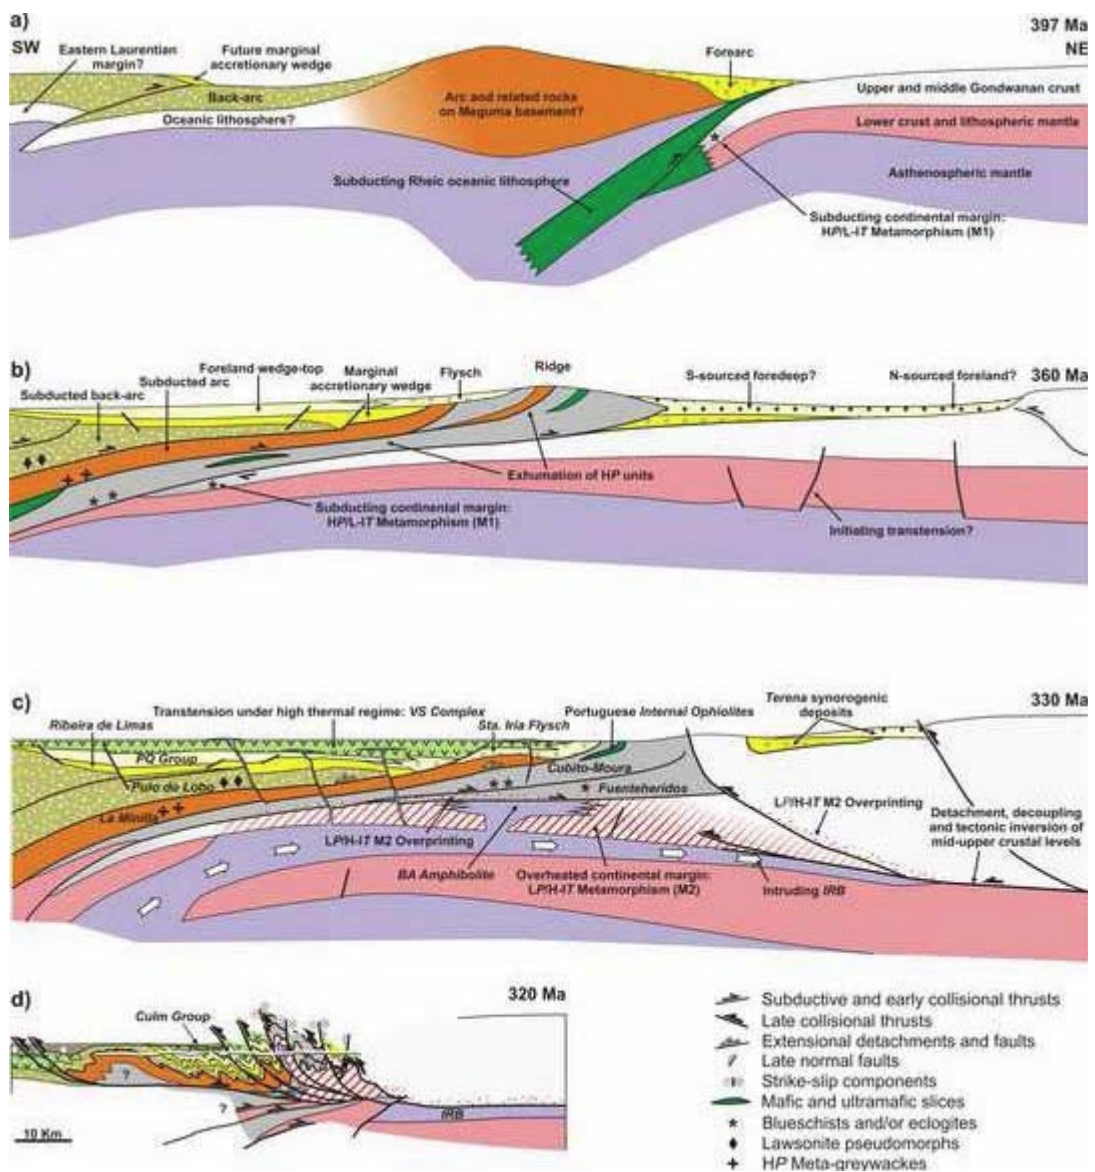 a)
397 Ma
SW
NE
Eastern Laurentian
margin?
Future marginal
accretionary wedge
Forearc
Back-arc
Oceanic lithosphere?
Arc and related rocks
on Meguma basement?
Upper and middle Gondwanan crust
Lower crust and lithospheric mantle
Subducting Rheic oceanic lithosphere
Asthenospheric mantle
Subducting continental margin:
HP/L-IT Metamorphism (M1)
b)
360 Ma
Foreland wedge-top
Subducted arc
Subducted back-arc
Marginal
accretionary wedge
Flysch
Ridge
S-sourced foredeep?
N-sourced foreland?
Exhumation of HP units
Subducting continental margin:
HP/L-IT Metamorphism (M1)
Initiating transtension?
c)
330 Ma
Ribeira de Limas
Transtension under high thermal regime: VS Complex
Sta. Iria Flysch
Portuguese Internal Ophiolites
Terena synorogenic
deposits
PQ Group
Pulo do Lobo
La Minilla
Cubito-Moura
Fuenteheridos
LP/H-IT M2 Overprinting
LP/H-IT M2 Overprinting
BA Amphibolite
Overheated continental margin:
LP/H-IT Metamorphism (M2)
Intruding IRB
Detachment, decoupling
and tectonic inversion of
mid-upper crustal levels
d)
320 Ma
Culm Group
?
?
IRB
10 Km
Subductive and early collisional thrusts
Late collisional thrusts
Extensional detachments and faults
Late normal faults
Strike-slip components
Mafic and ultramafic slices
Blueschists and/or eclogites
Lawsonite pseudomorphs
HP Meta-greywackes